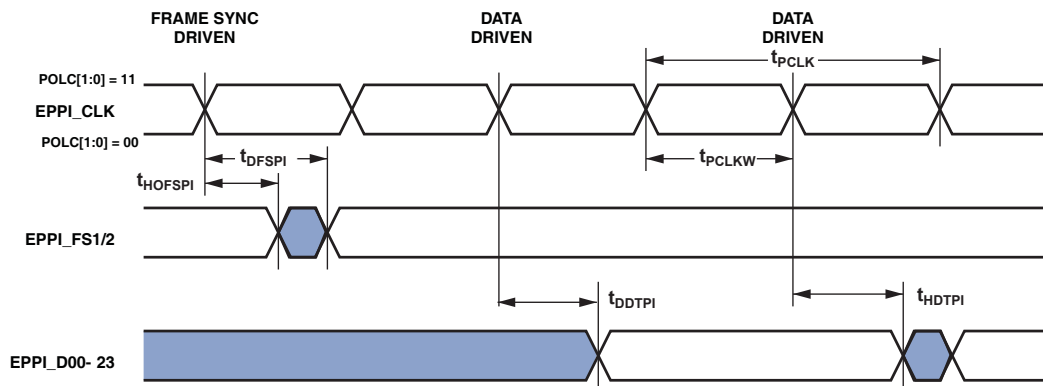 FRAME SYNC
DRIVEN
DATA
DRIVEN
DATA
DRIVEN
tPCLK
POLC[1:0] = 11
EPPI_CLK
POLC[1:0] = 00
tDFSPI
tPCLKW
tHOFSPI
EPPI_FS1/2
tDDTPI
tHDTPI
EPPI_D00- 23